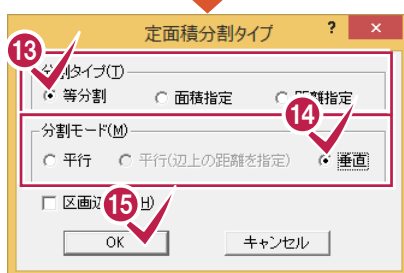 定面積分割タイプ ? ×
13
分割タイプ(T)
等分割 面積指定 距離指定
14
分割モード(M)
平行 平行(辺上の距離を指定) 垂直
15
区画辺 H)
OK キャンセル